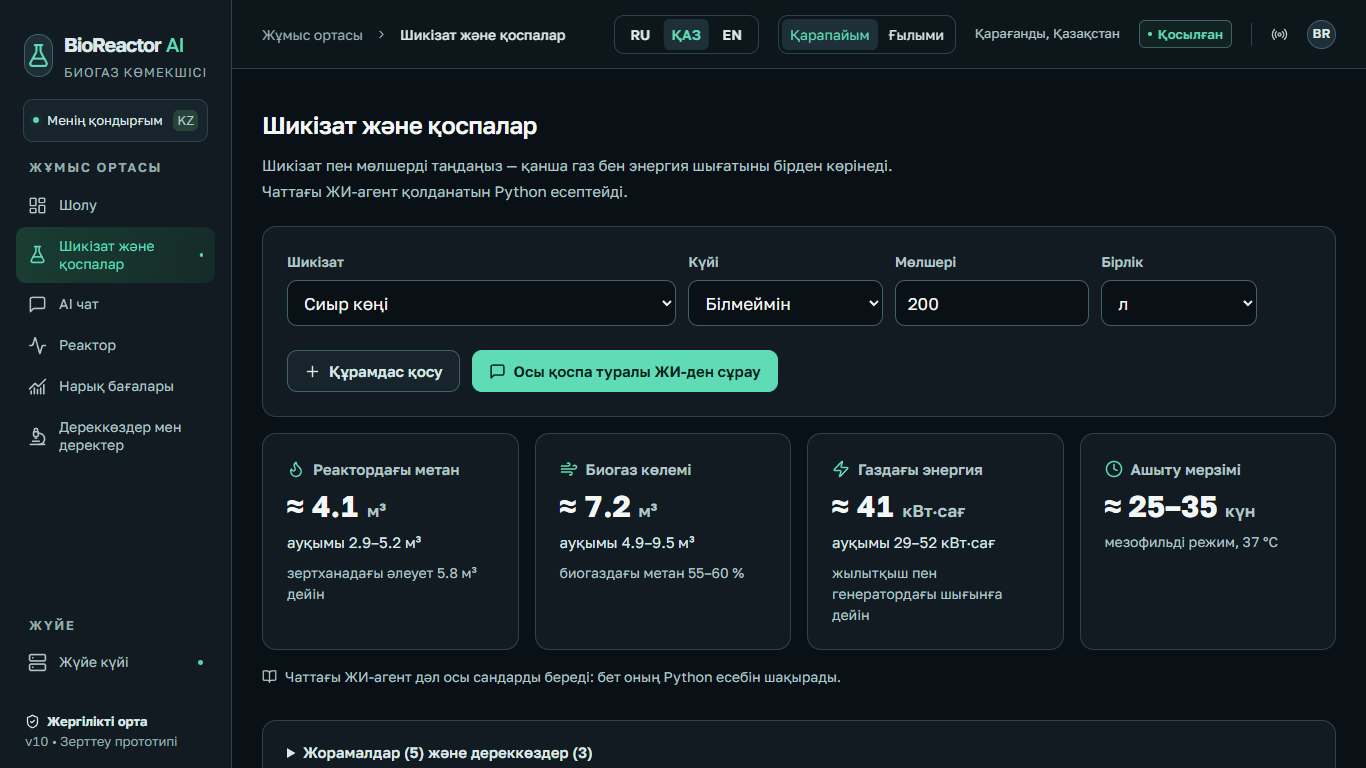 BioReactor AI
БИОГАЗ КӨМЕКШІСІ
Менің қондырғым KZ
ЖҰМЫС ОРТАСЫ
Шолу
Шикізат және
қоспалар
AI чат
Реактор
Нарық бағалары
Дереккөздер мен
деректер
ЖҮЙЕ
Жүйе күйі
Жергілікті орта
v10 • Зерттеу прототипі
Жұмыс ортасы > Шикізат және қоспалар
RU ҚАЗ EN
Қарапайым Ғылыми
Қарағанды, Қазақстан
• Қосылған
BR
Шикізат және қоспалар
Шикізат пен мөлшерді таңдаңыз — қанша газ бен энергия шығатыны бірден көрінеді.
Чаттағы ЖИ-агент қолданатын Python есептейді.
Шикізат Күйі Мөлшері Бірлік
Сиыр көңі Білмеймін 200 л
+ Құрамдас қосу Осы қоспа туралы ЖИ-ден сұрау
Реактордағы метан
≈ 4.1 м³
ауқымы 2.9–5.2 м³
зертханадағы әлеует 5.8 м³
дейін
Биогаз көлемі
≈ 7.2 м³
ауқымы 4.9–9.5 м³
биогаздағы метан 55–60 %
Газдағы энергия
≈ 41 кВт·сағ
ауқымы 29–52 кВт·сағ
жылытқыш пен
генератордағы шығынға
дейін
Ашыту мерзімі
≈ 25–35 күн
мезофильді режим, 37 °C
Чаттағы ЖИ-агент дәл осы сандарды береді: бет оның Python есебін шақырады.
▶ Жорамалдар (5) және дереккөздер (3)